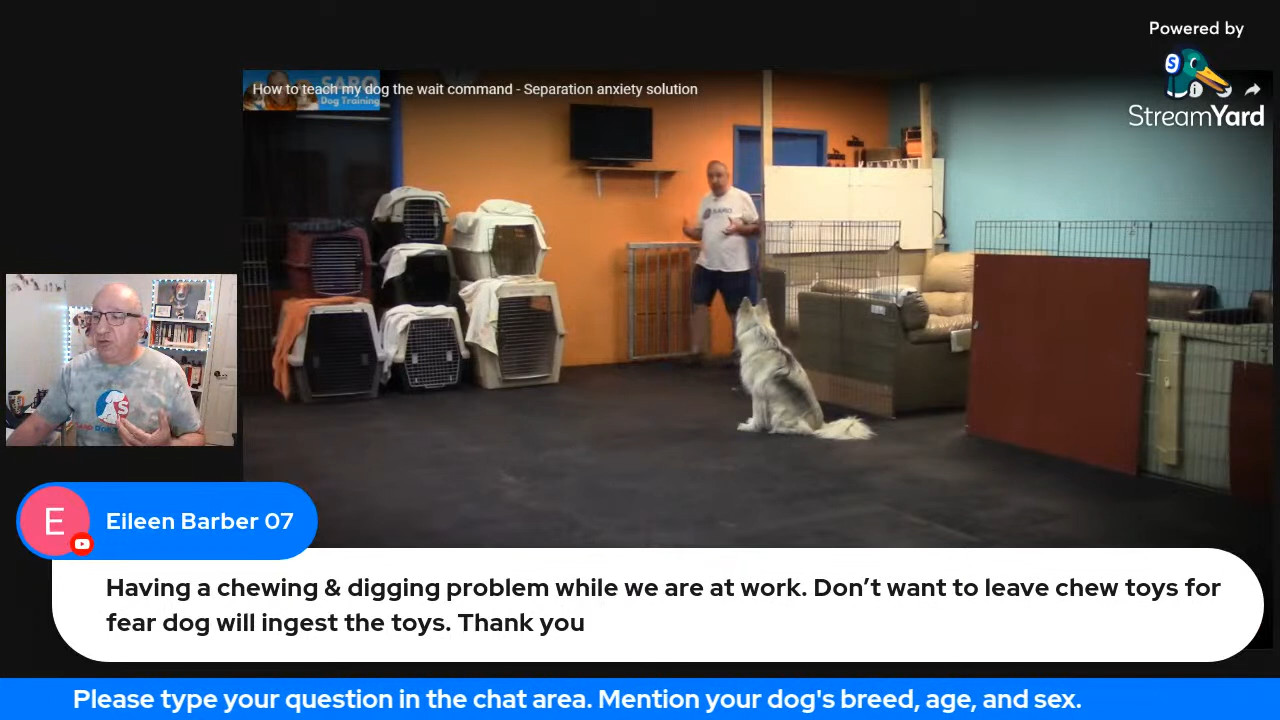 Powered by
StreamYard
SARO
Dog Training
How to teach my dog the wait command - Separation anxiety solution
SARO
S
E
Eileen Barber 07
Having a chewing & digging problem while we are at work. Don’t want to leave chew toys for
fear dog will ingest the toys. Thank you
Please type your question in the chat area. Mention your dog's breed, age, and sex.